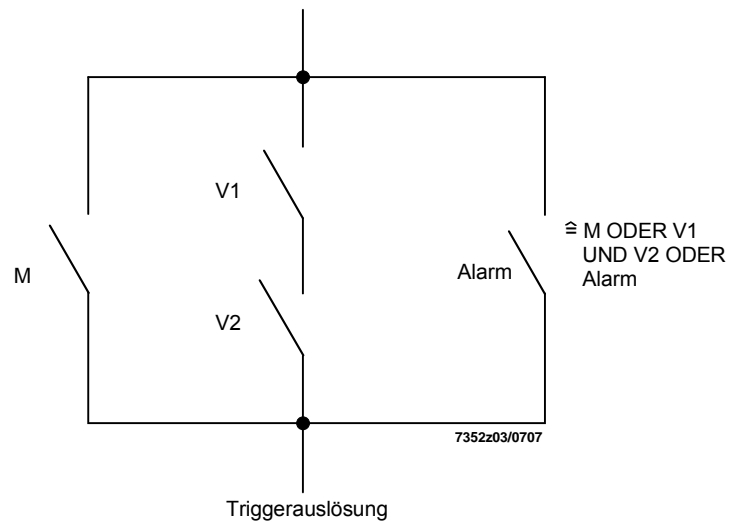 V1
M
V2
Alarm
≙ M ODER V1
UND V2 ODER
Alarm
7352z03/0707
Triggerauslösung